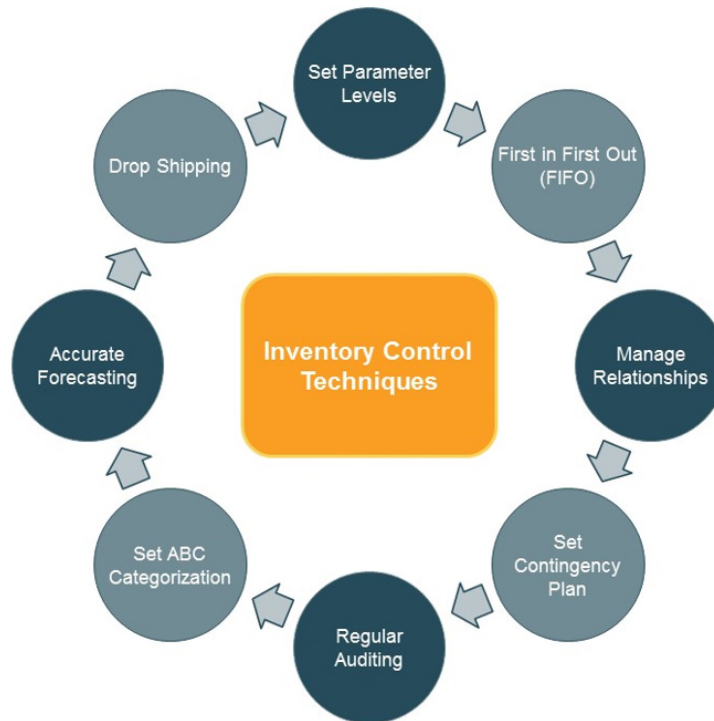 Set Parameter
Levels
First in First Out
(FIFO)
Manage
Relationships
Set
Contingency
Plan
Regular
Auditing
Set ABC
Categorization
Accurate
Forecasting
Drop Shipping
Inventory Control
Techniques